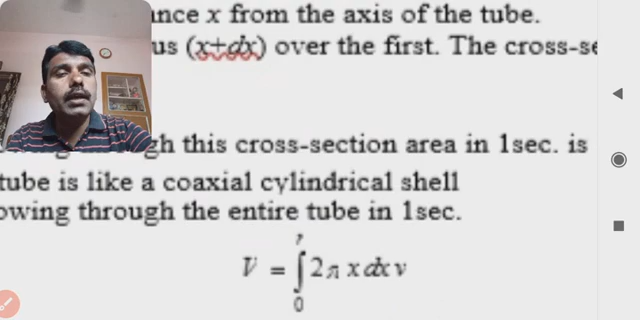 ance x from the axis of the tube.
us (x+dx) over the first. The cross-se
gh this cross-section area in 1sec. is
tube is like a coaxial cylindrical shell
owing through the entire tube in 1sec.
V = ∫₀ʳ 2π x dx v